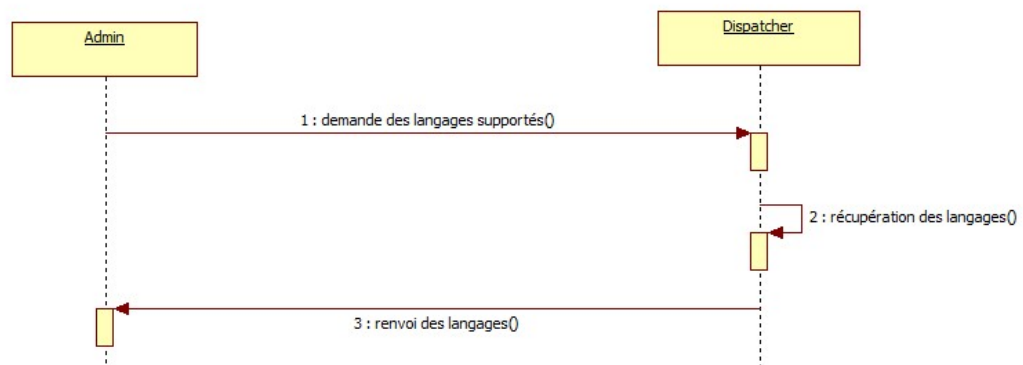 Admin
Dispatcher
1 : demande des langages supportés()
2 : récupération des langages()
3 : renvoi des langages()